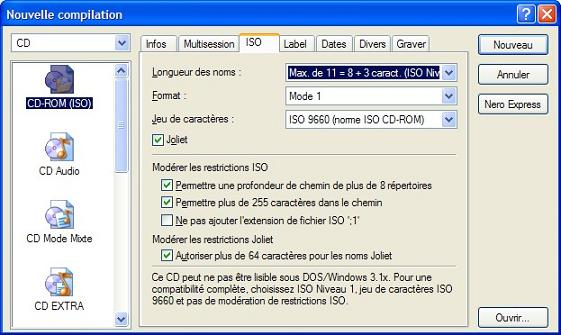 Nouvelle compilation
CD
CD-ROM (ISO)
CD Audio
CD Mode Mixte
CD EXTRA
Infos
Multisession
ISO
Label
Dates
Divers
Graver
Longueur des noms :
Max. de 11 = 8 + 3 caract. (ISO Niv
Format :
Mode 1
Jeu de caractères :
ISO 9660 (nome ISO CD-ROM)
Joliet
Modérer les restrictions ISO
Permettre une profondeur de chemin de plus de 8 répertoires
Permettre plus de 255 caractères dans le chemin
Ne pas ajouter l'extension de fichier ISO ';1'
Modérer les restrictions Joliet
Autoriser plus de 64 caractères pour les noms Joliet
Ce CD peut ne pas être lisible sous DOS/Windows 3.1x. Pour une
compatibilité complète, choisissez ISO Niveau 1, jeu de caractères ISO
9660 et pas de modération de restrictions ISO.
Nouveau
Annuler
Nero Express
Ouvrir...